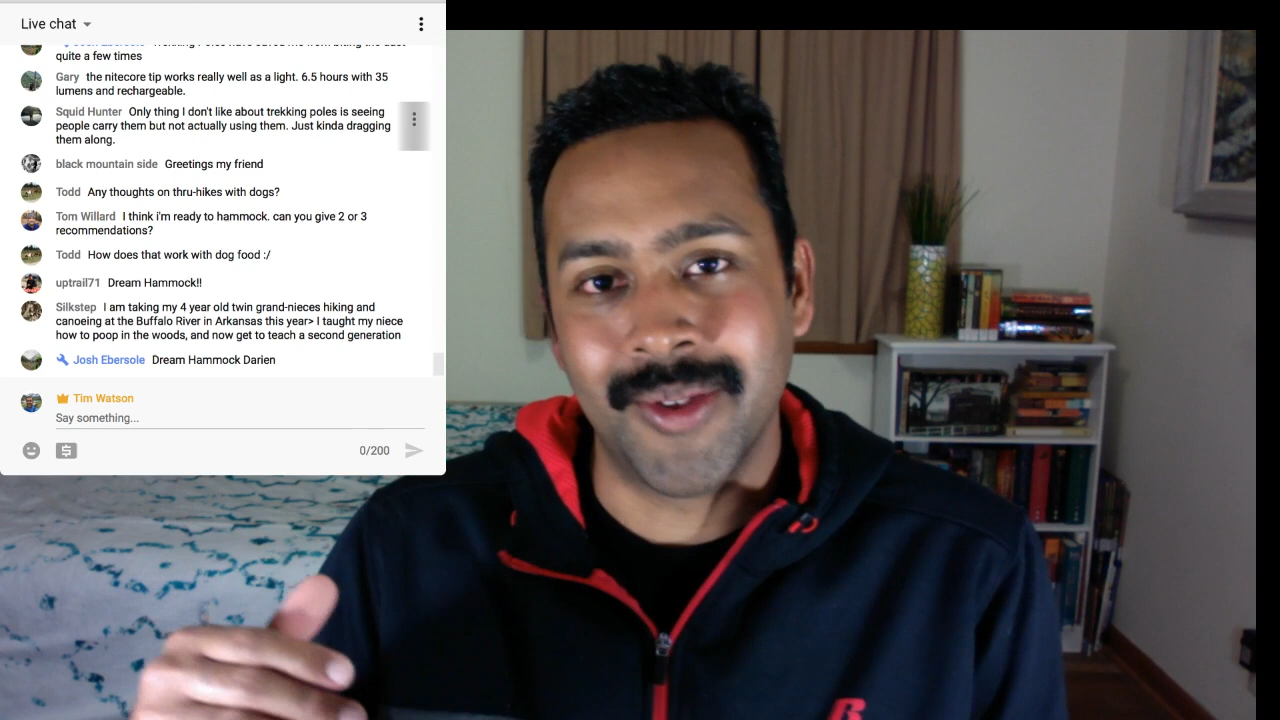 Live chat
quite a few times
Gary the nitecore tip works really well as a light. 6.5 hours with 35
lumens and rechargeable.
Squid Hunter Only thing I don't like about trekking poles is seeing
people carry them but not actually using them. Just kinda dragging
them along.
black mountain side Greetings my friend
Todd Any thoughts on thru-hikes with dogs?
Tom Willard I think i'm ready to hammock. can you give 2 or 3
recommendations?
Todd How does that work with dog food :/
uptrail71 Dream Hammock!!
Silkstep I am taking my 4 year old twin grand-nieces hiking and
canoeing at the Buffalo River in Arkansas this year> I taught my niece
how to poop in the woods, and now get to teach a second generation
Josh Ebersole Dream Hammock Darien
Tim Watson
Say something...
0/200
R